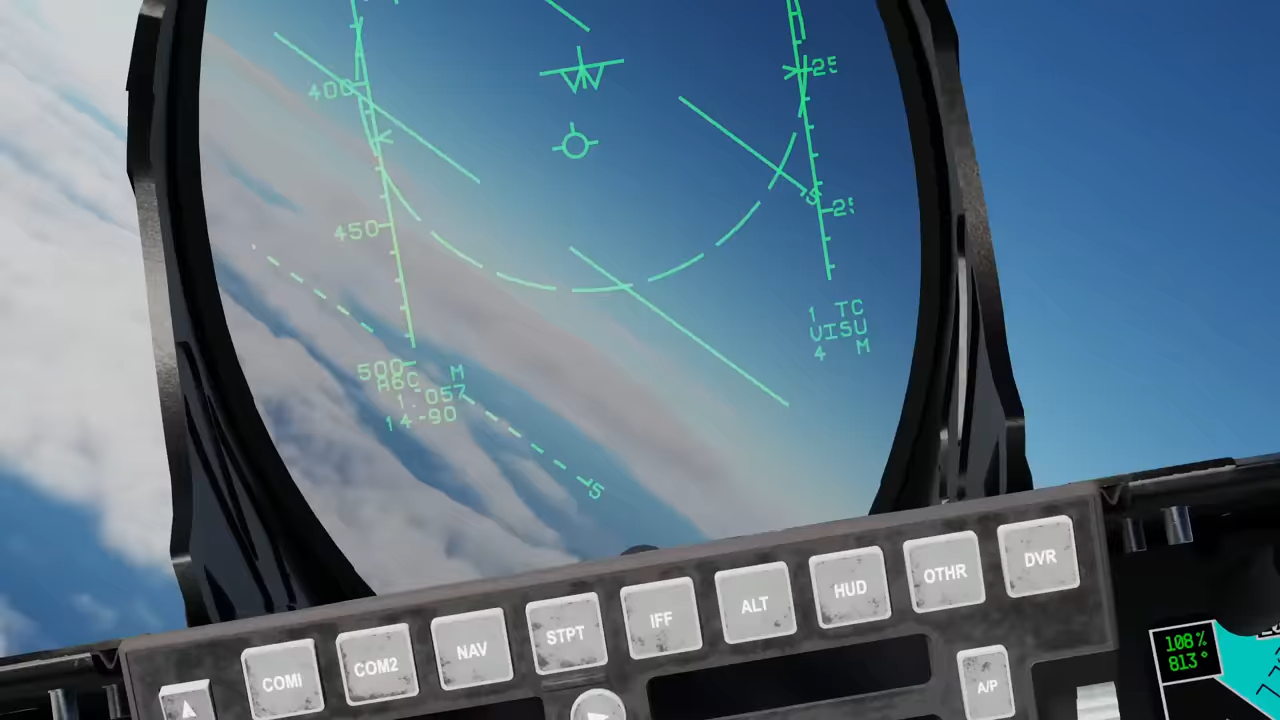 400
450
500
25
5
A6C M
1.057
14-90
1 TC
VISU
4 M
5
COM1
COM2
NAV
STPT
IFF
ALT
HUD
OTHR
DVR
A/P
108%
813°